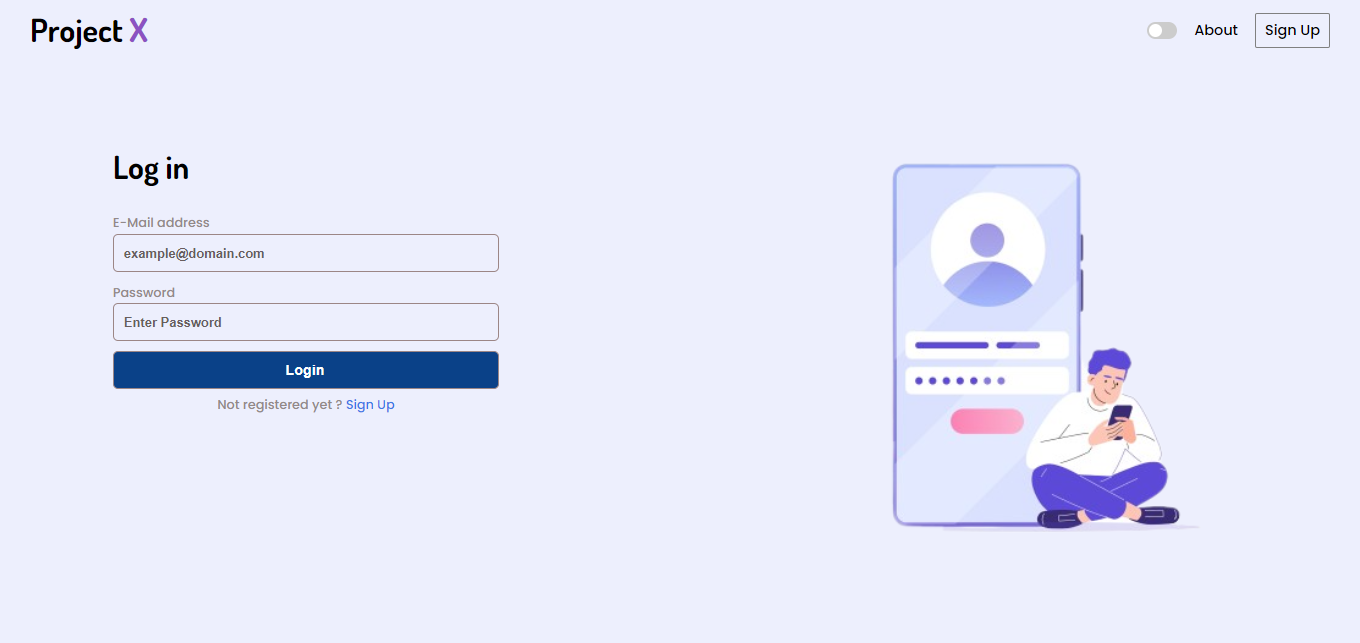 Project X
About
Sign Up
Log in
E-Mail address
example@domain.com
Password
Enter Password
Login
Not registered yet ? Sign Up